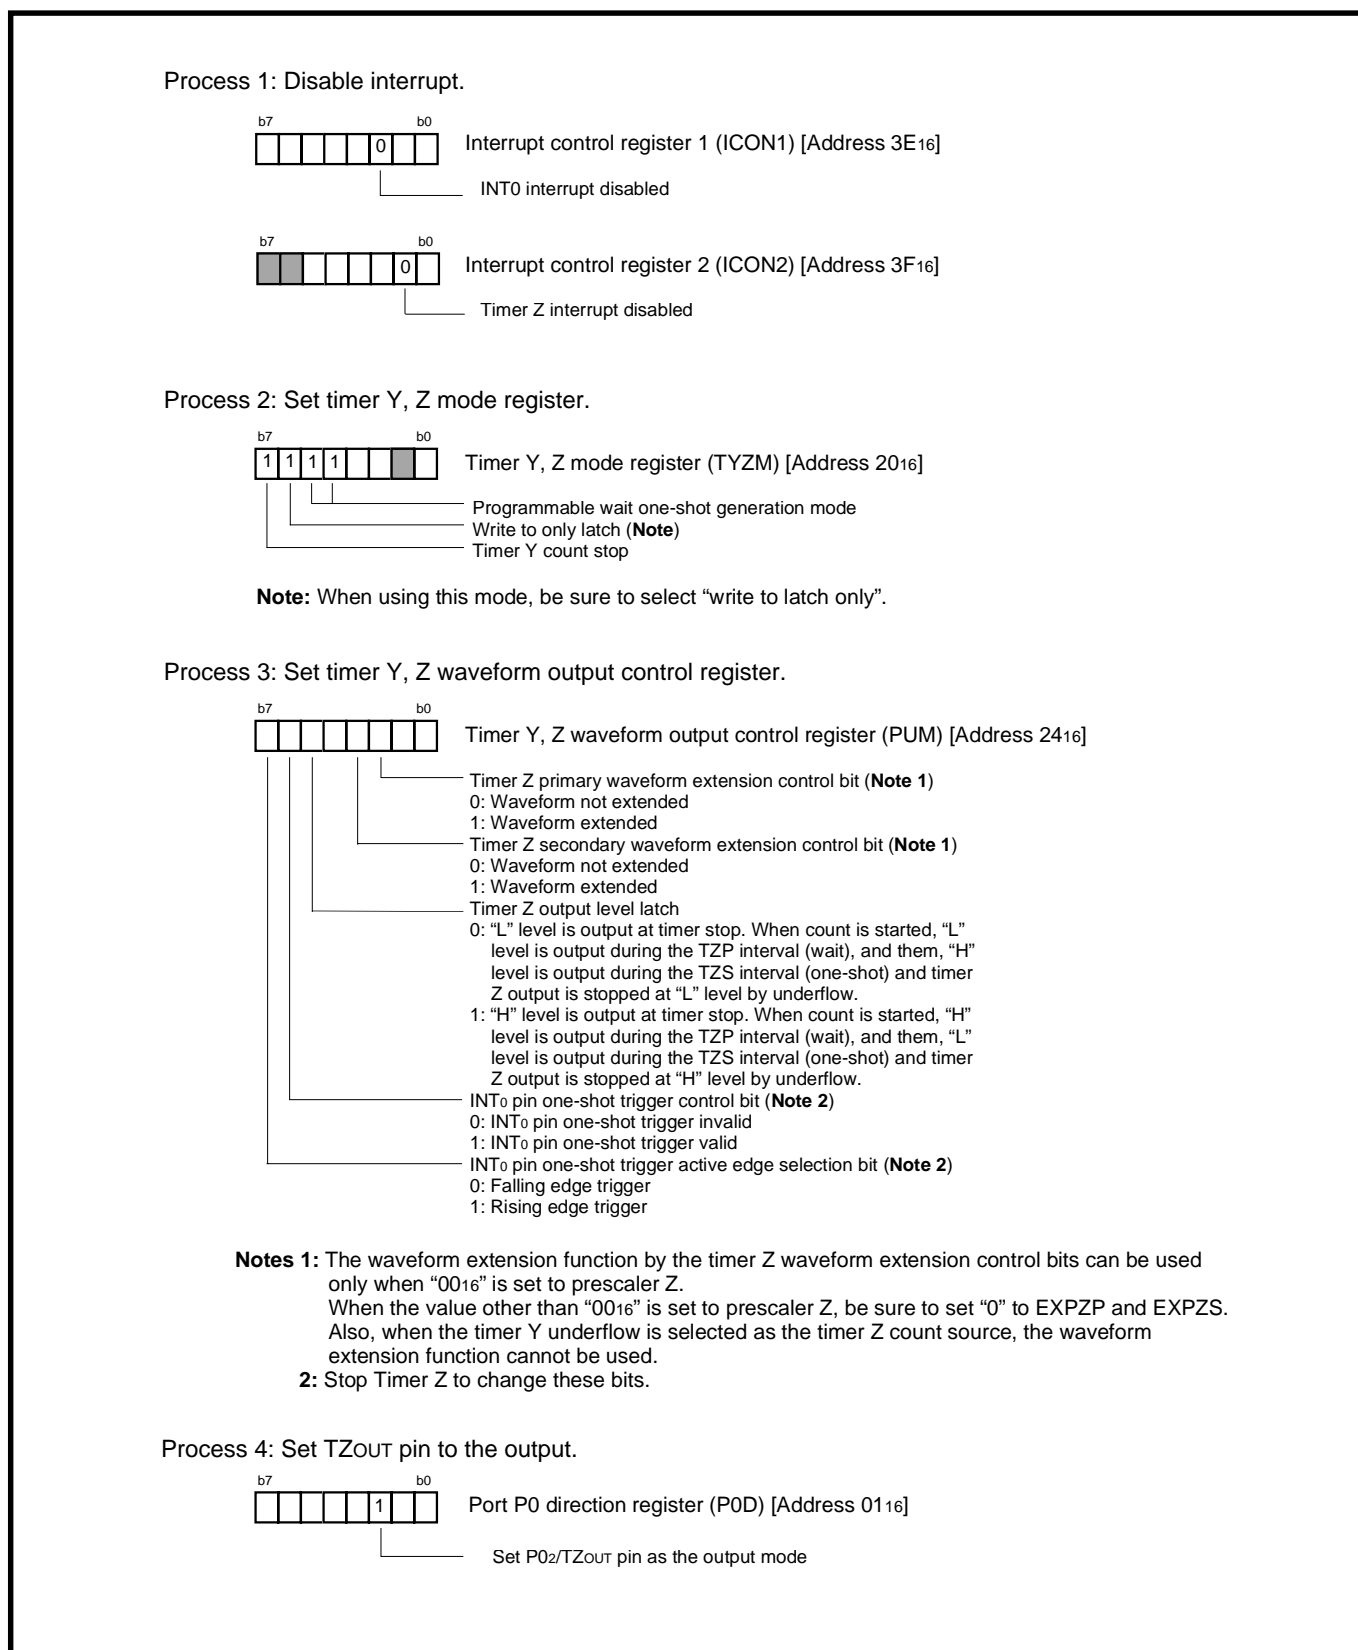 Process 1: Disable interrupt.
b7 b0
0
Interrupt control register 1 (ICON1) [Address 3E16]
INT0 interrupt disabled
b7 b0
0
Interrupt control register 2 (ICON2) [Address 3F16]
Timer Z interrupt disabled
Process 2: Set timer Y, Z mode register.
b7 b0
1 1 1 1
Timer Y, Z mode register (TYZM) [Address 2016]
Programmable wait one-shot generation mode
Write to only latch (Note)
Timer Y count stop
Note: When using this mode, be sure to select “write to latch only”.
Process 3: Set timer Y, Z waveform output control register.
b7 b0
Timer Y, Z waveform output control register (PUM) [Address 2416]
Timer Z primary waveform extension control bit (Note 1)
0: Waveform not extended
1: Waveform extended
Timer Z secondary waveform extension control bit (Note 1)
0: Waveform not extended
1: Waveform extended
Timer Z output level latch
0: “L” level is output at timer stop. When count is started, “L”
level is output during the TZP interval (wait), and them, “H”
level is output during the TZS interval (one-shot) and timer
Z output is stopped at “L” level by underflow.
1: “H” level is output at timer stop. When count is started, “H”
level is output during the TZP interval (wait), and them, “L”
level is output during the TZS interval (one-shot) and timer
Z output is stopped at “H” level by underflow.
INT0 pin one-shot trigger control bit (Note 2)
0: INT0 pin one-shot trigger invalid
1: INT0 pin one-shot trigger valid
INT0 pin one-shot trigger active edge selection bit (Note 2)
0: Falling edge trigger
1: Rising edge trigger
Notes 1: The waveform extension function by the timer Z waveform extension control bits can be used
only when “0016” is set to prescaler Z.
When the value other than “0016” is set to prescaler Z, be sure to set “0” to EXPZP and EXPZS.
Also, when the timer Y underflow is selected as the timer Z count source, the waveform
extension function cannot be used.
2: Stop Timer Z to change these bits.
Process 4: Set TZOUT pin to the output.
b7 b0
1
Port P0 direction register (P0D) [Address 0116]
Set P02/TZOUT pin as the output mode